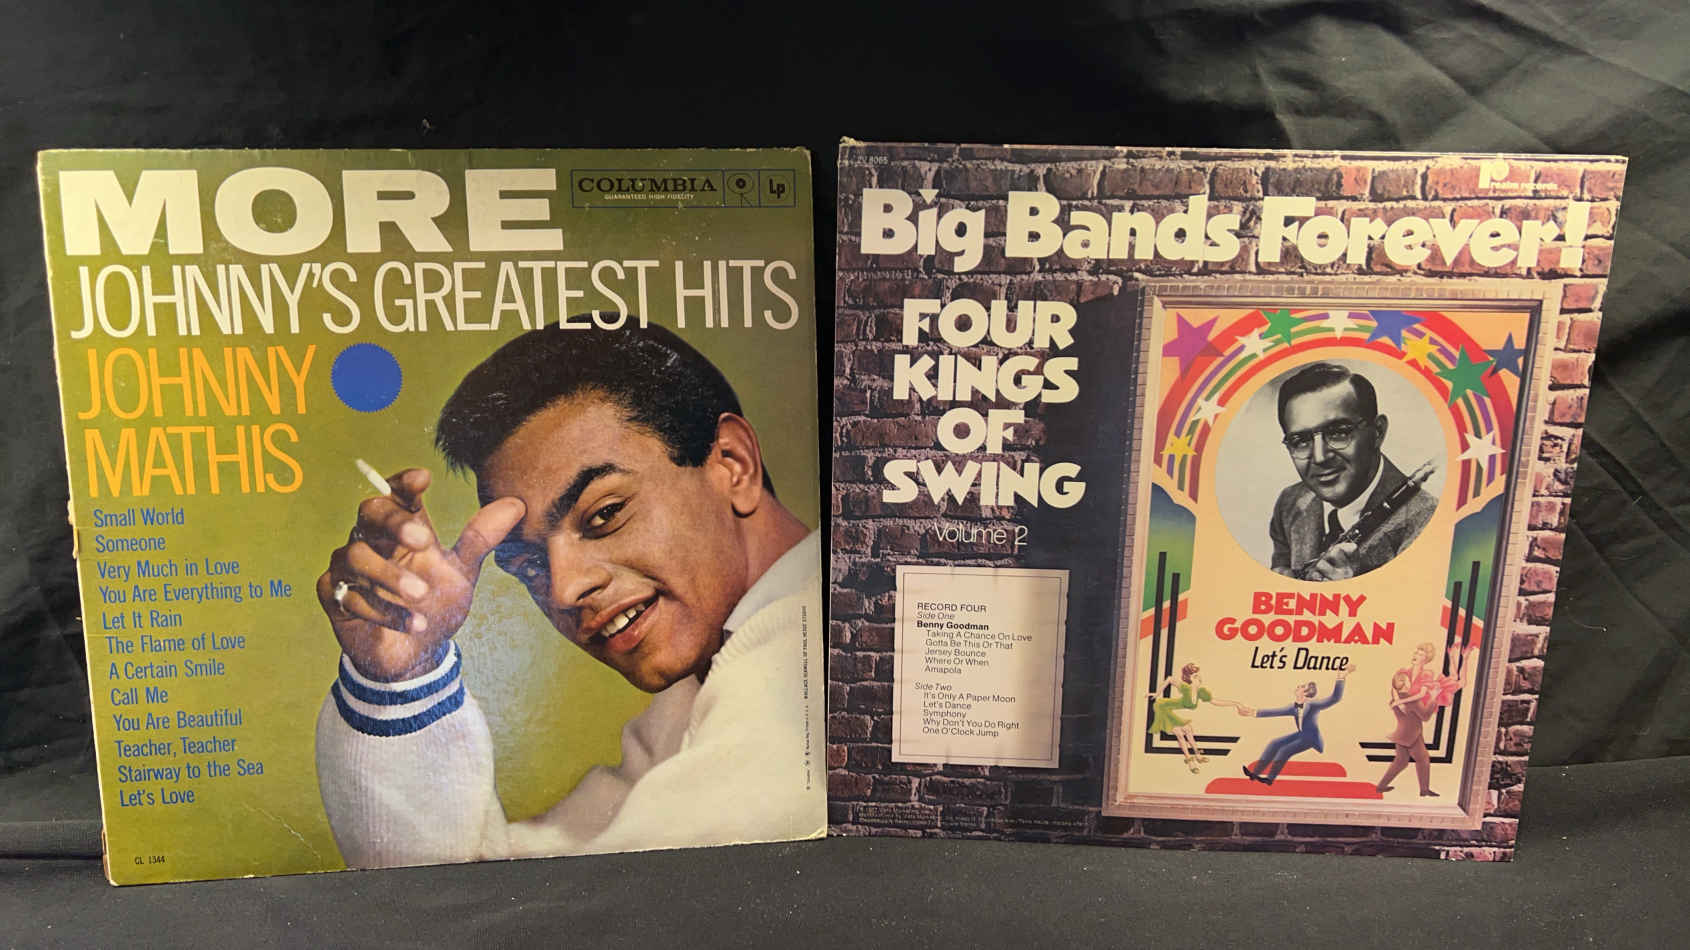 MORE
COLUMBIA
GUARANTEED HIGH FIDELITY
Lp
JOHNNY'S GREATEST HITS
JOHNNY
MATHIS
Small World
Someone
Very Much in Love
You Are Everything to Me
Let It Rain
The Flame of Love
A Certain Smile
Call Me
You Are Beautiful
Teacher, Teacher
Stairway to the Sea
Let's Love
CL 1344
2V 8065
realm records
Big Bands Forever!
FOUR
KINGS
OF
SWING
Volume 2
RECORD FOUR
Side One
Benny Goodman
Taking A Chance On Love
Gotta Be This Or That
Jersey Bounce
Where Or When
Amapola
Side Two
It's Only A Paper Moon
Let's Dance
Symphony
Why Don't You Do Right
One O'Clock Jump
BENNY
GOODMAN
Let's Dance